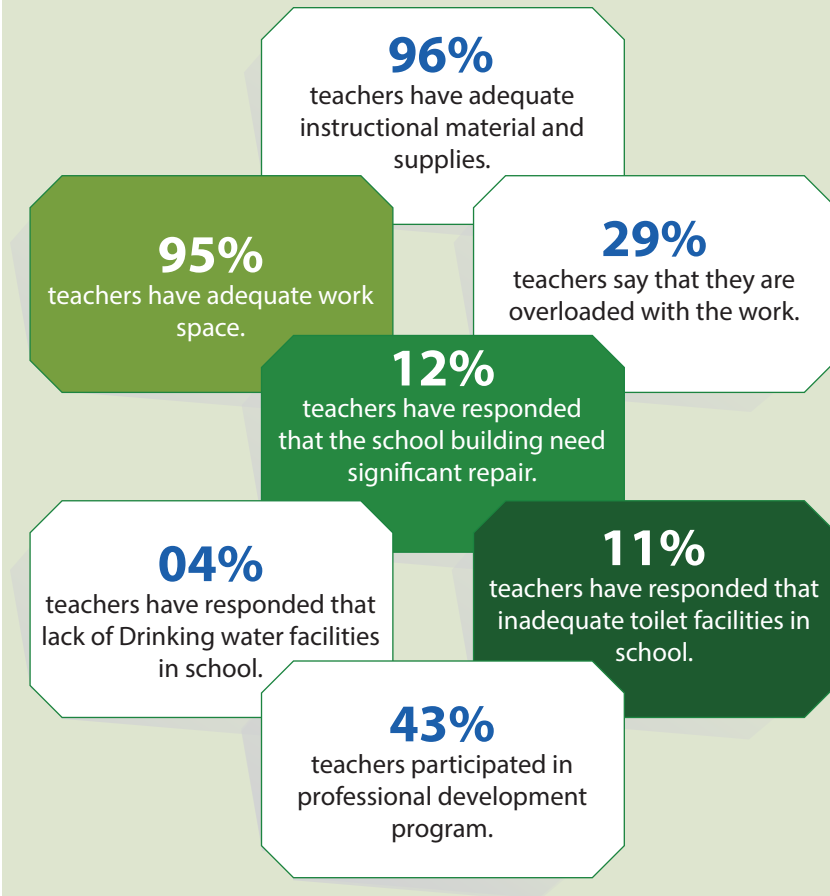 96%
teachers have adequate
instructional material and
supplies.
95%
teachers have adequate work
space.
29%
teachers say that they are
overloaded with the work.
12%
teachers have responded
that the school building need
significant repair.
04%
teachers have responded that
lack of Drinking water facilities
in school.
11%
teachers have responded that
inadequate toilet facilities in
school.
43%
teachers participated in
professional development
program.